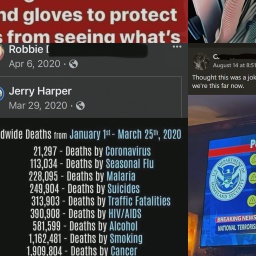 nd gloves to protect
s from seeing what's
Robbie
Apr 6, 2020
Jerry Harper
Mar 29, 2020
dwide Deaths from January 1st - March 25th, 2020
21,297 - Deaths by Coronavirus
113,034 - Deaths by Seasonal Flu
228,095 - Deaths by Malaria
249,904 - Deaths by Suicides
313,903 - Deaths by Traffic Fatalities
390,908 - Deaths by HIV/AIDS
581,599 - Deaths by Alcohol
1,162,481 - Deaths by Smoking
1,909,804 - Deaths by Cancer
C.
August 14 at 8:51
Thought this was a jok
we're this far now.
P
BREAKING NEWS
NATIONAL TERRORIS